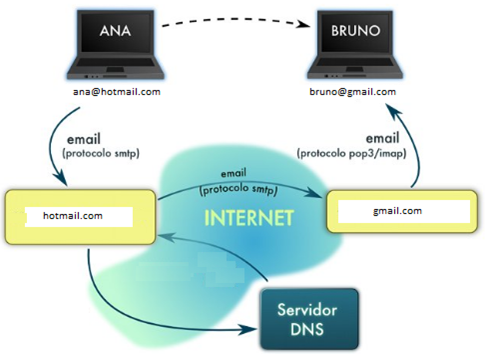 ANA
BRUNO
ana@hotmail.com
bruno@gmail.com
email
(protocolo smtp)
email
(protocolo smtp)
email
(protocolo pop3/imap)
hotmail.com
INTERNET
gmail.com
Servidor
DNS